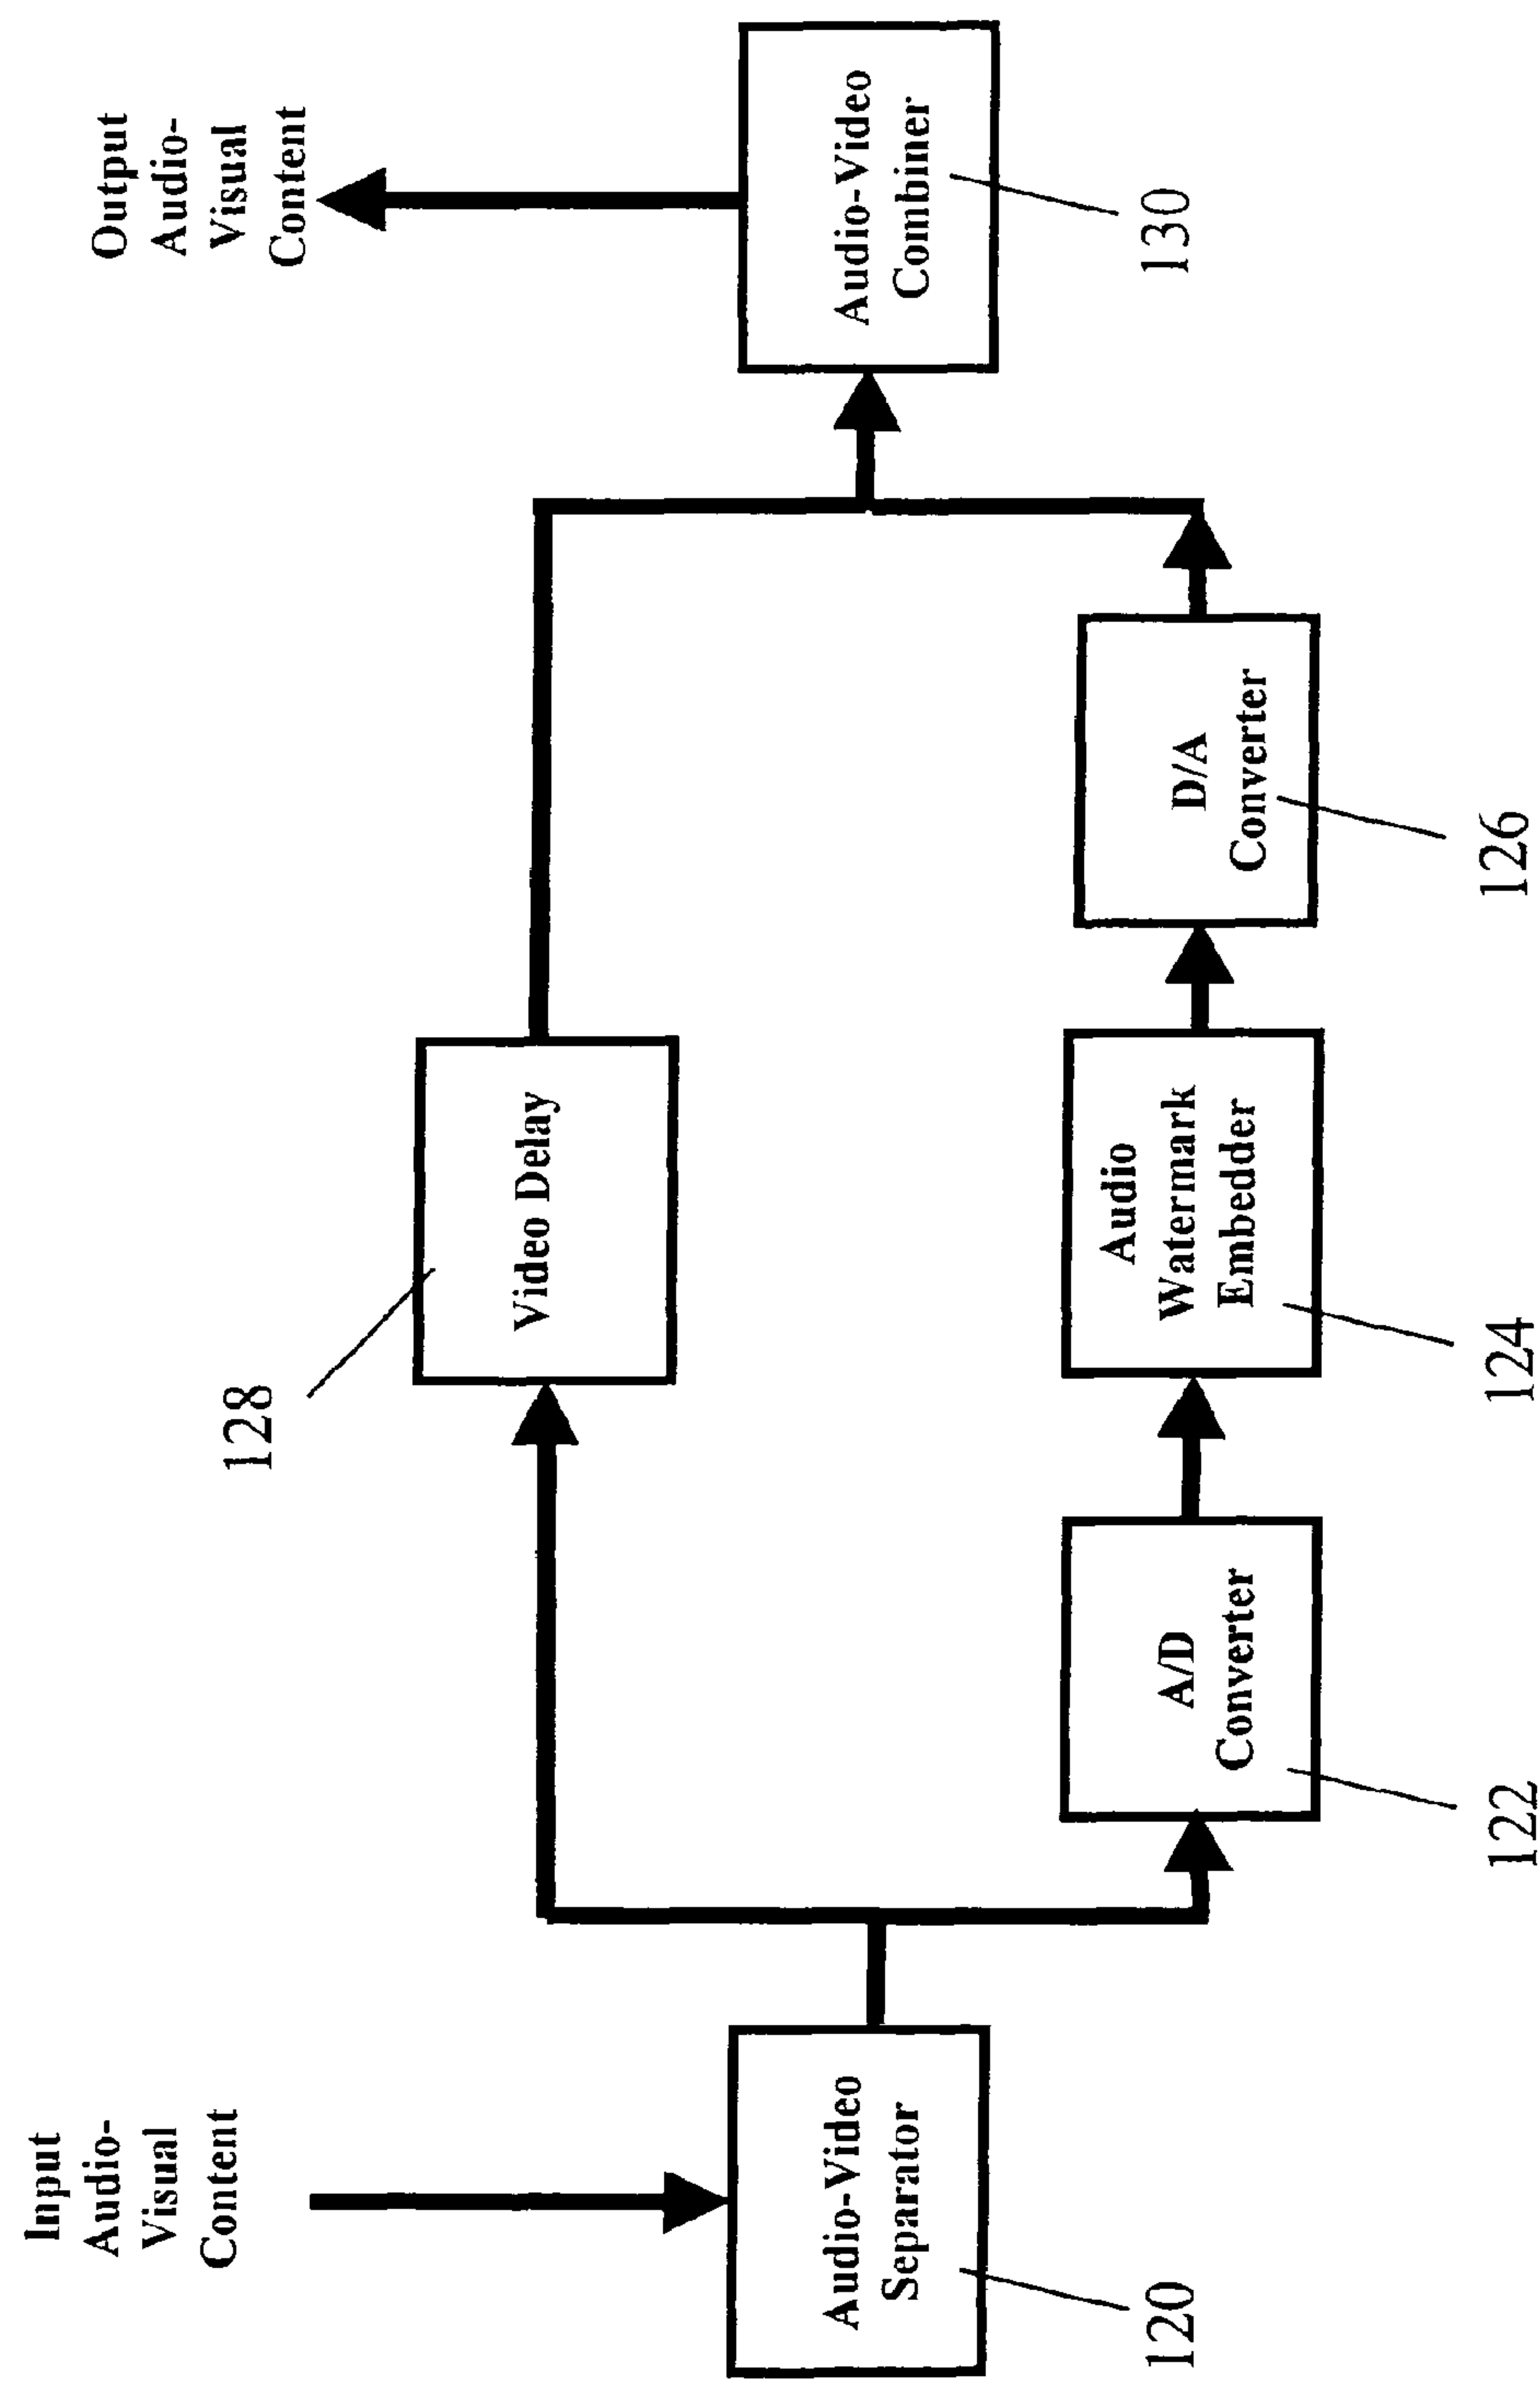 Input
Audio-
Visual
Content
Audio-Video
Separator
120
128
Video Delay
A/D
Converter
122
Audio
Watermark
Embedder
124
D/A
Converter
126
Output
Audio-
Visual
Content
Audio-Video
Combiner
130